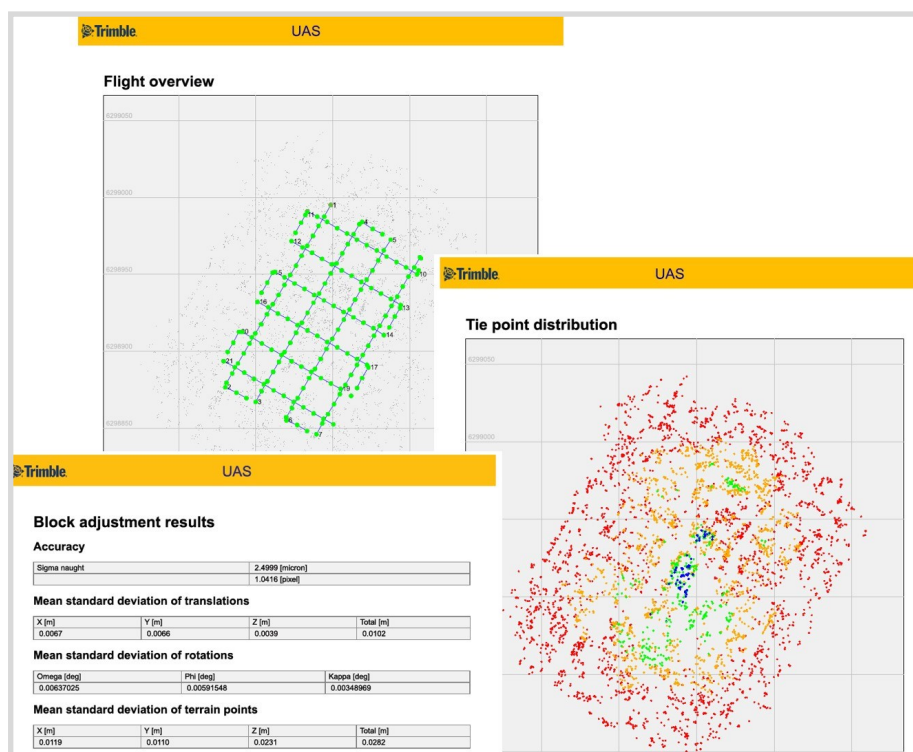 Trimble. UAS
Flight overview
6299050
6299000
6298950
6298900
6298850
1
11
4
5
12
10
15
16
13
14
20
21
17
2
19
3
6
7
Trimble. UAS
Tie point distribution
6299050
6299000
Trimble. UAS
Block adjustment results
Accuracy
Sigma naught 2.4999 [micron]
1.0416 [pixel]
Mean standard deviation of translations
X [m] Y [m] Z [m] Total [m]
0.0067 0.0066 0.0039 0.0102
Mean standard deviation of rotations
Omega [deg] Phi [deg] Kappa [deg]
0.00637025 0.00591548 0.00348969
Mean standard deviation of terrain points
X [m] Y [m] Z [m] Total [m]
0.0119 0.0110 0.0231 0.0282